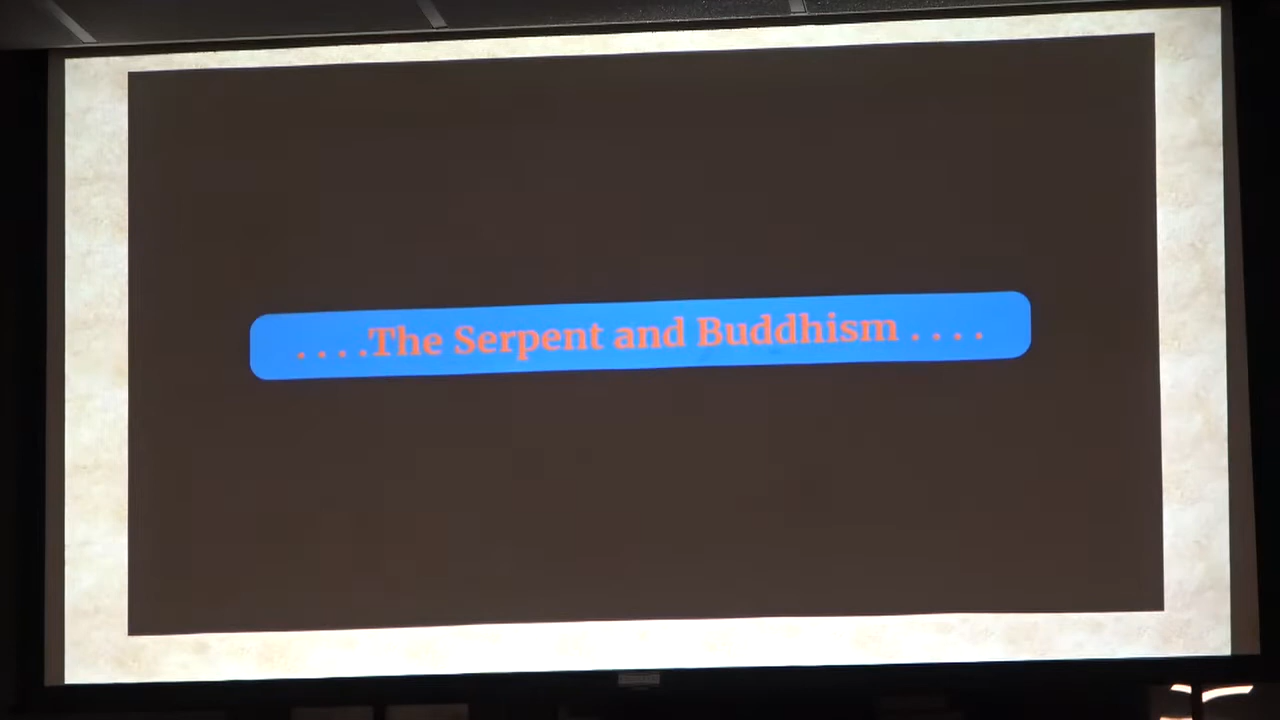 . . . .The Serpent and Buddhism . . . .